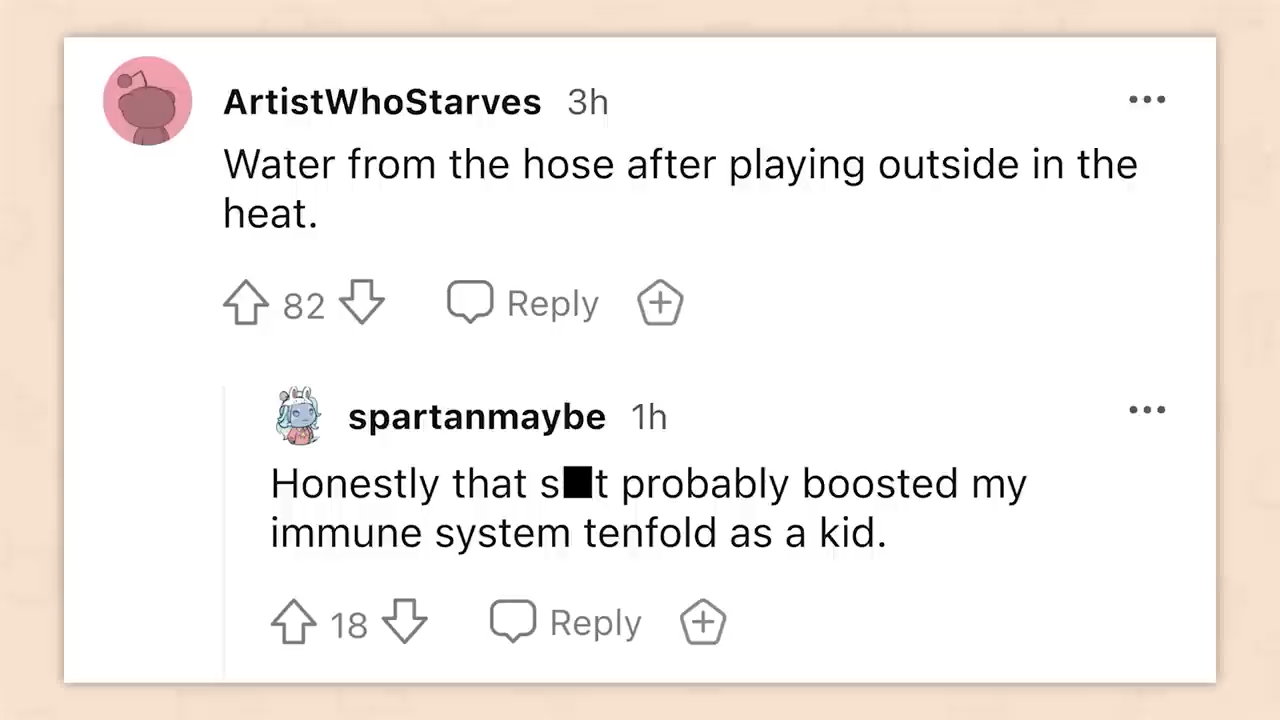 ArtistWhoStarves 3h
Water from the hose after playing outside in the
heat.
82 Reply
spartanmaybe 1h
Honestly that s■t probably boosted my
immune system tenfold as a kid.
18 Reply